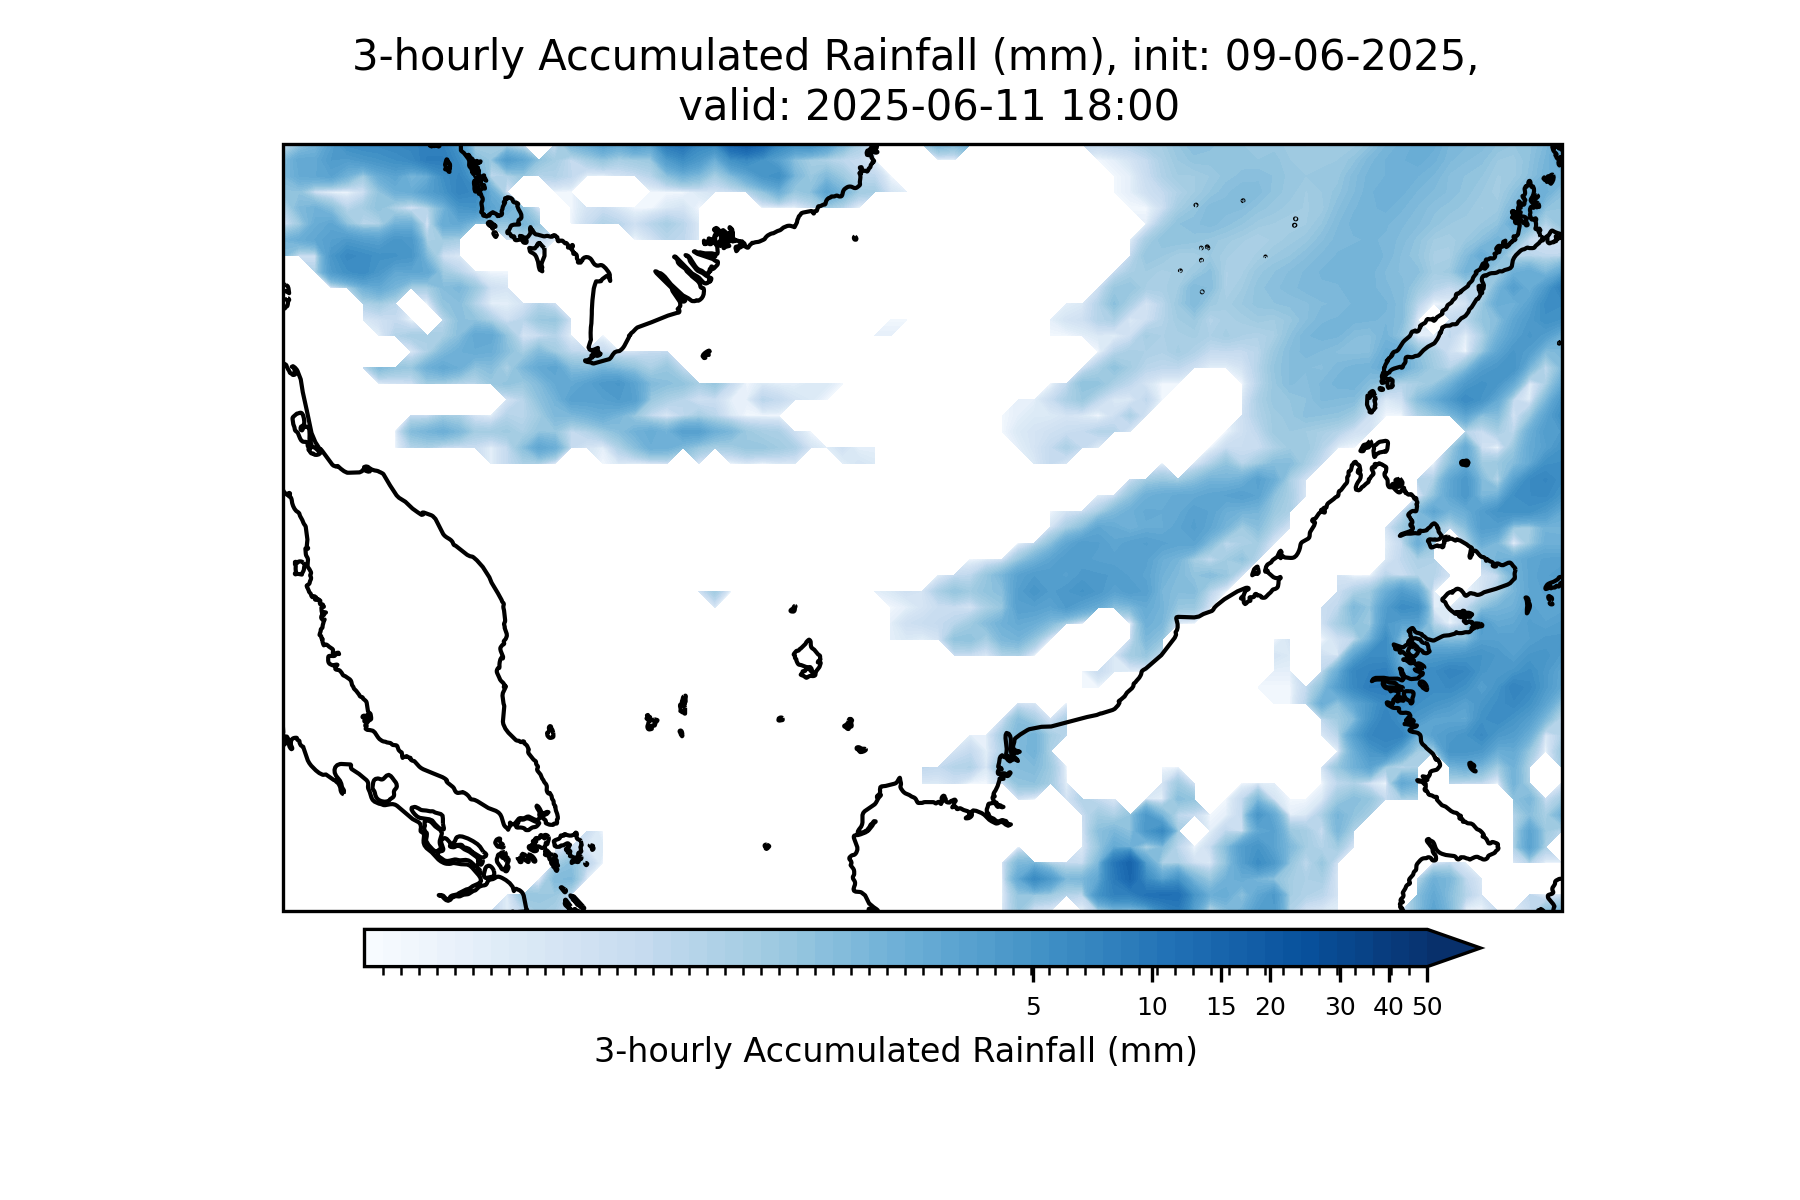 3-hourly Accumulated Rainfall (mm), init: 09-06-2025,
valid: 2025-06-11 18:00
5 10 15 20 30 40 50
3-hourly Accumulated Rainfall (mm)